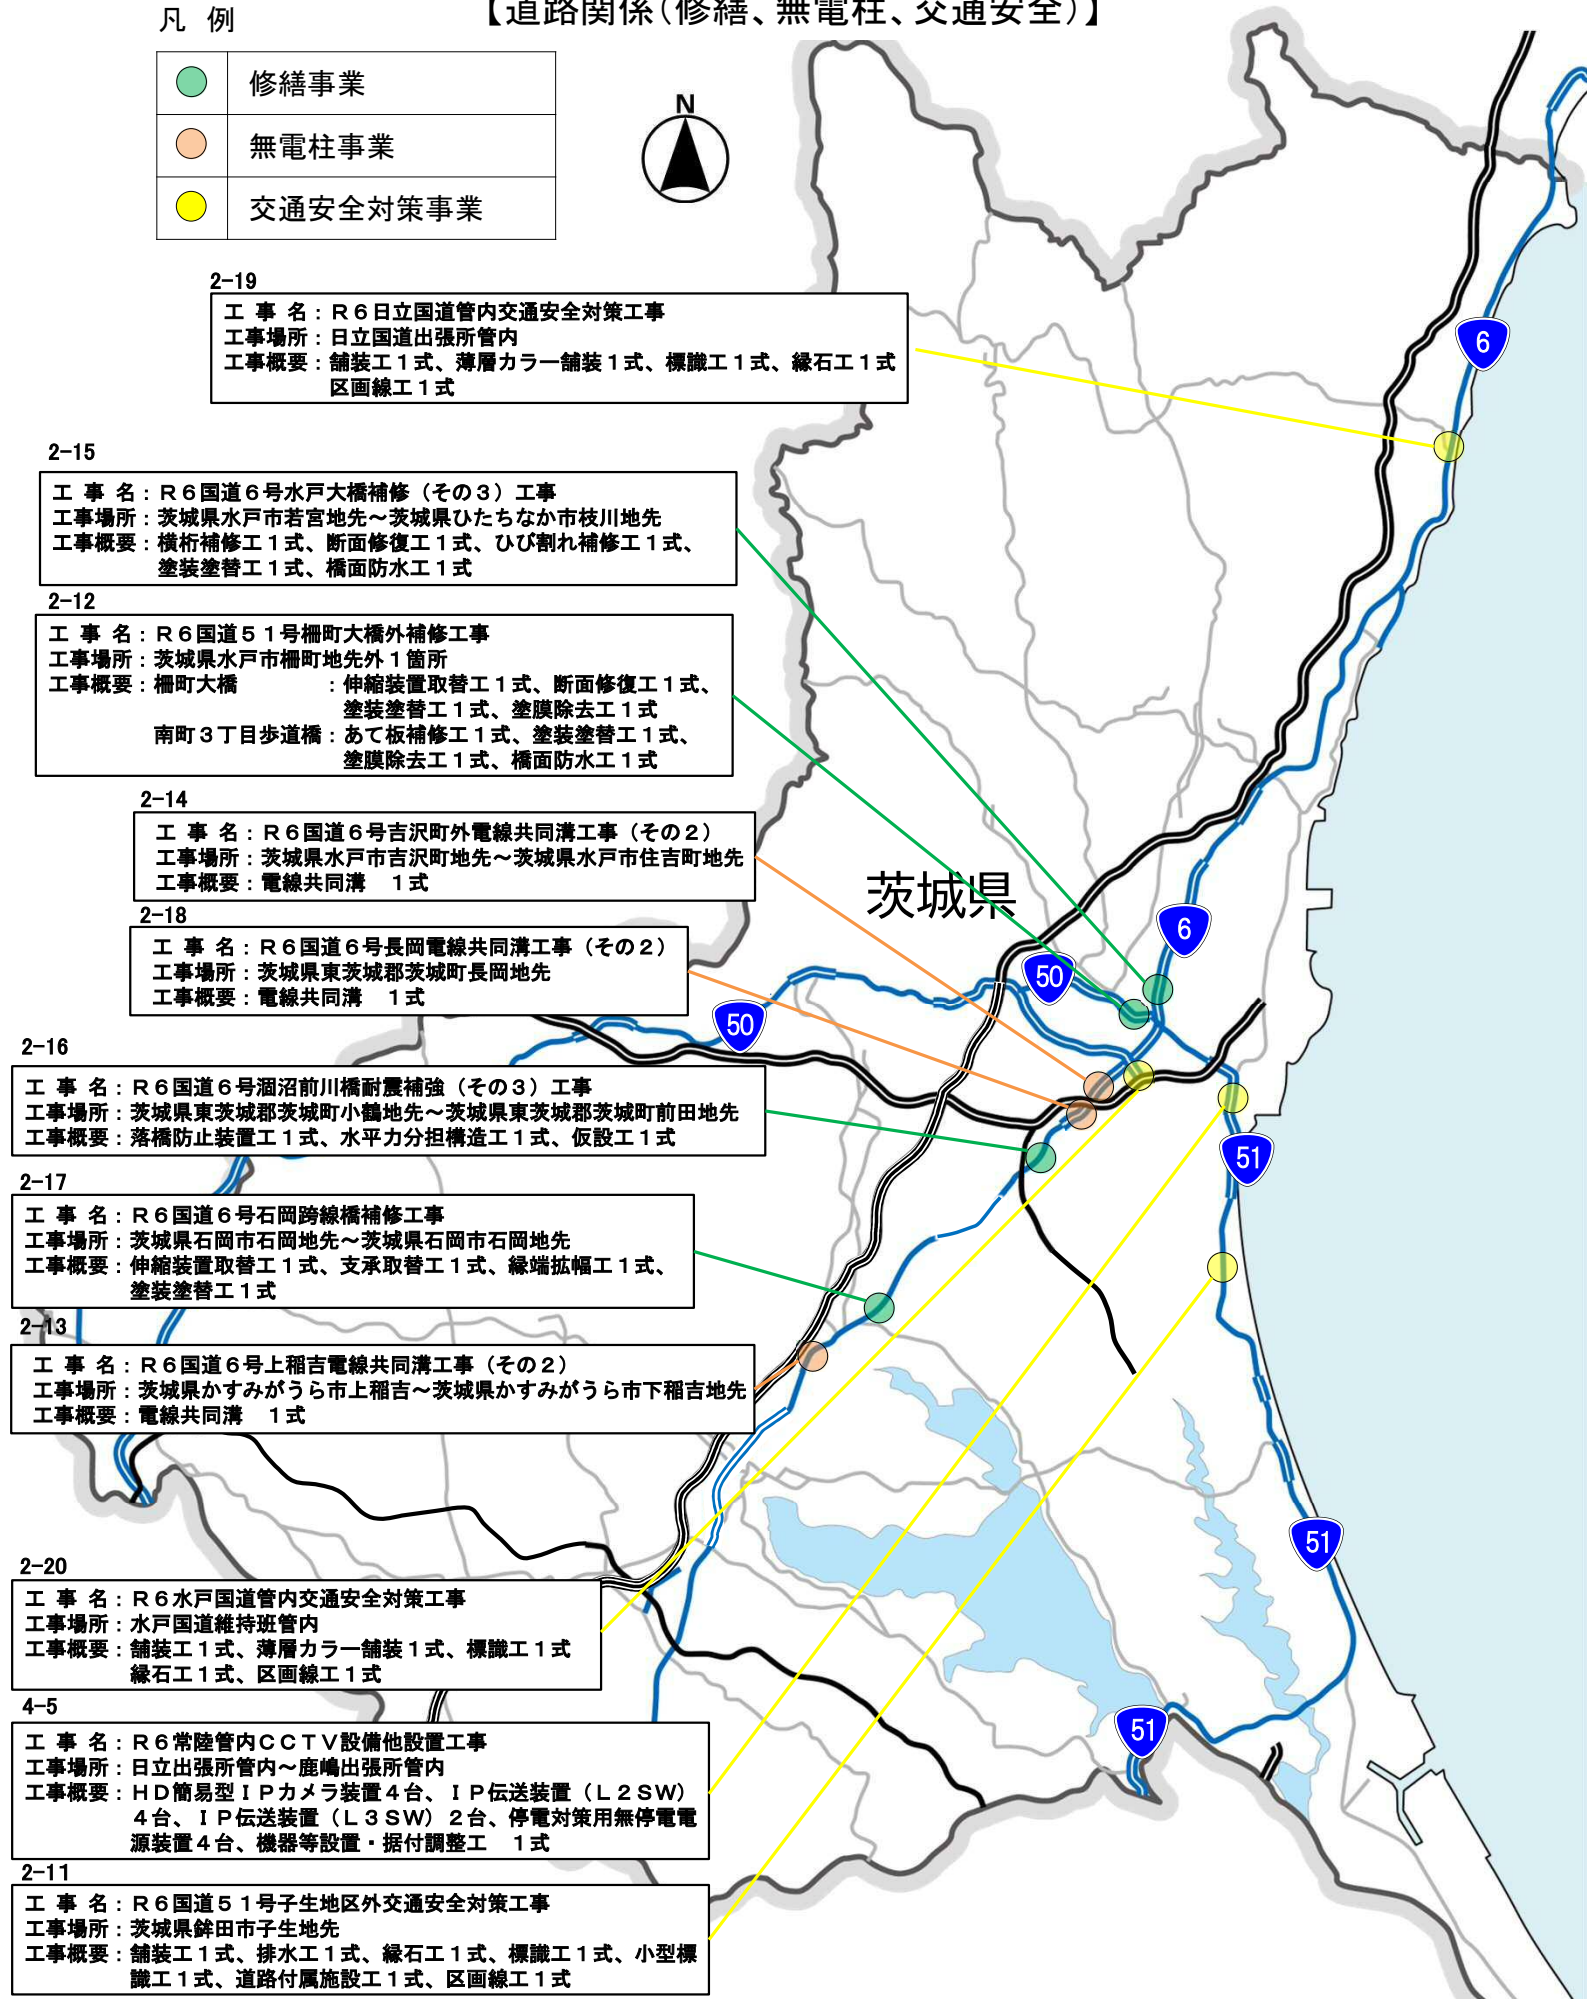 【道路関係（修繕、無電柱、交通安全）】
凡 例
修繕事業
無電柱事業
交通安全対策事業
N
2-19
工 事 名：Ｒ６日立国道管内交通安全対策工事
工事場所：日立国道出張所管内
工事概要：舗装工１式、薄層カラー舗装１式、標識工１式、縁石工１式
区画線工１式
6
2-15
工 事 名：Ｒ６国道６号水戸大橋補修（その３）工事
工事場所：茨城県水戸市若宮地先～茨城県ひたちなか市枝川地先
工事概要：横桁補修工１式、断面修復工１式、ひび割れ補修工１式、
塗装塗替工１式、橋面防水工１式
2-12
工 事 名：Ｒ６国道５１号柵町大橋外補修工事
工事場所：茨城県水戸市柵町地先外１箇所
工事概要：柵町大橋　　　　：伸縮装置取替工１式、断面修復工１式、
塗装塗替工１式、塗膜除去工１式
南町３丁目歩道橋：あて板補修工１式、塗装塗替工１式、
塗膜除去工１式、橋面防水工１式
2-14
工 事 名：Ｒ６国道６号吉沢町外電線共同溝工事（その２）
工事場所：茨城県水戸市吉沢町地先～茨城県水戸市住吉町地先
工事概要：電線共同溝　１式
茨城県
2-18
工 事 名：Ｒ６国道６号長岡電線共同溝工事（その２）
工事場所：茨城県東茨城郡茨城町長岡地先
工事概要：電線共同溝　１式
6
50
50
2-16
工 事 名：Ｒ６国道６号涸沼前川橋耐震補強（その３）工事
工事場所：茨城県東茨城郡茨城町小鶴地先～茨城県東茨城郡茨城町前田地先
工事概要：落橋防止装置工１式、水平力分担構造工１式、仮設工１式
51
2-17
工 事 名：Ｒ６国道６号石岡跨線橋補修工事
工事場所：茨城県石岡市石岡地先～茨城県石岡市石岡地先
工事概要：伸縮装置取替工１式、支承取替工１式、縁端拡幅工１式、
塗装塗替工１式
2-13
工 事 名：Ｒ６国道６号上稲吉電線共同溝工事（その２）
工事場所：茨城県かすみがうら市上稲吉～茨城県かすみがうら市下稲吉地先
工事概要：電線共同溝　１式
51
2-20
工 事 名：Ｒ６水戸国道管内交通安全対策工事
工事場所：水戸国道維持班管内
工事概要：舗装工１式、薄層カラー舗装１式、標識工１式
縁石工１式、区画線工１式
4-5
工 事 名：Ｒ６常陸管内ＣＣＴＶ設備他設置工事
工事場所：日立出張所管内～鹿嶋出張所管内
工事概要：ＨＤ簡易型ＩＰカメラ装置４台、ＩＰ伝送装置（Ｌ２ＳＷ）
４台、ＩＰ伝送装置（Ｌ３ＳＷ）２台、停電対策用無停電電
源装置４台、機器等設置・据付調整工　１式
51
2-11
工 事 名：Ｒ６国道５１号子生地区外交通安全対策工事
工事場所：茨城県鉾田市子生地先
工事概要：舗装工１式、排水工１式、縁石工１式、標識工１式、小型標
識工１式、道路付属施設工１式、区画線工１式